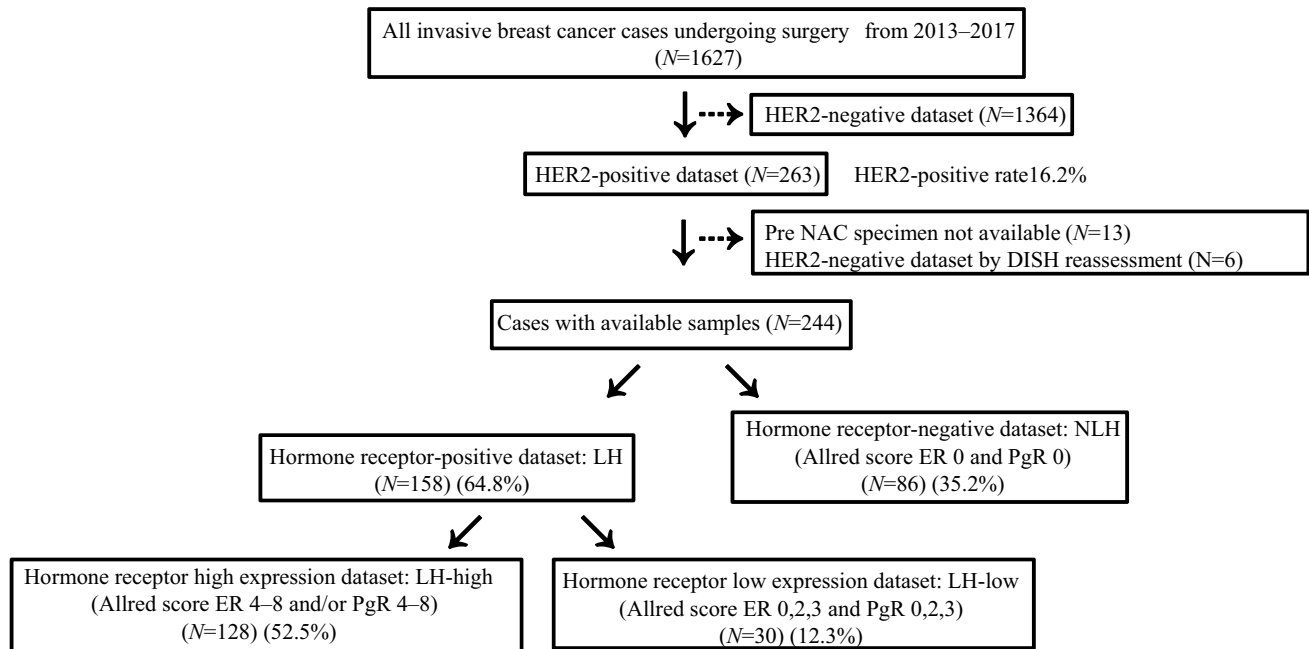 All invasive breast cancer cases undergoing surgery from 2013–2017
(N=1627)
HER2-negative dataset (N=1364)
HER2-positive dataset (N=263)
HER2-positive rate16.2%
Pre NAC specimen not available (N=13)
HER2-negative dataset by DISH reassessment (N=6)
Cases with available samples (N=244)
Hormone receptor-positive dataset: LH
(N=158) (64.8%)
Hormone receptor-negative dataset: NLH
(Allred score ER 0 and PgR 0)
(N=86) (35.2%)
Hormone receptor high expression dataset: LH-high
(Allred score ER 4–8 and/or PgR 4–8)
(N=128) (52.5%)
Hormone receptor low expression dataset: LH-low
(Allred score ER 0,2,3 and PgR 0,2,3)
(N=30) (12.3%)